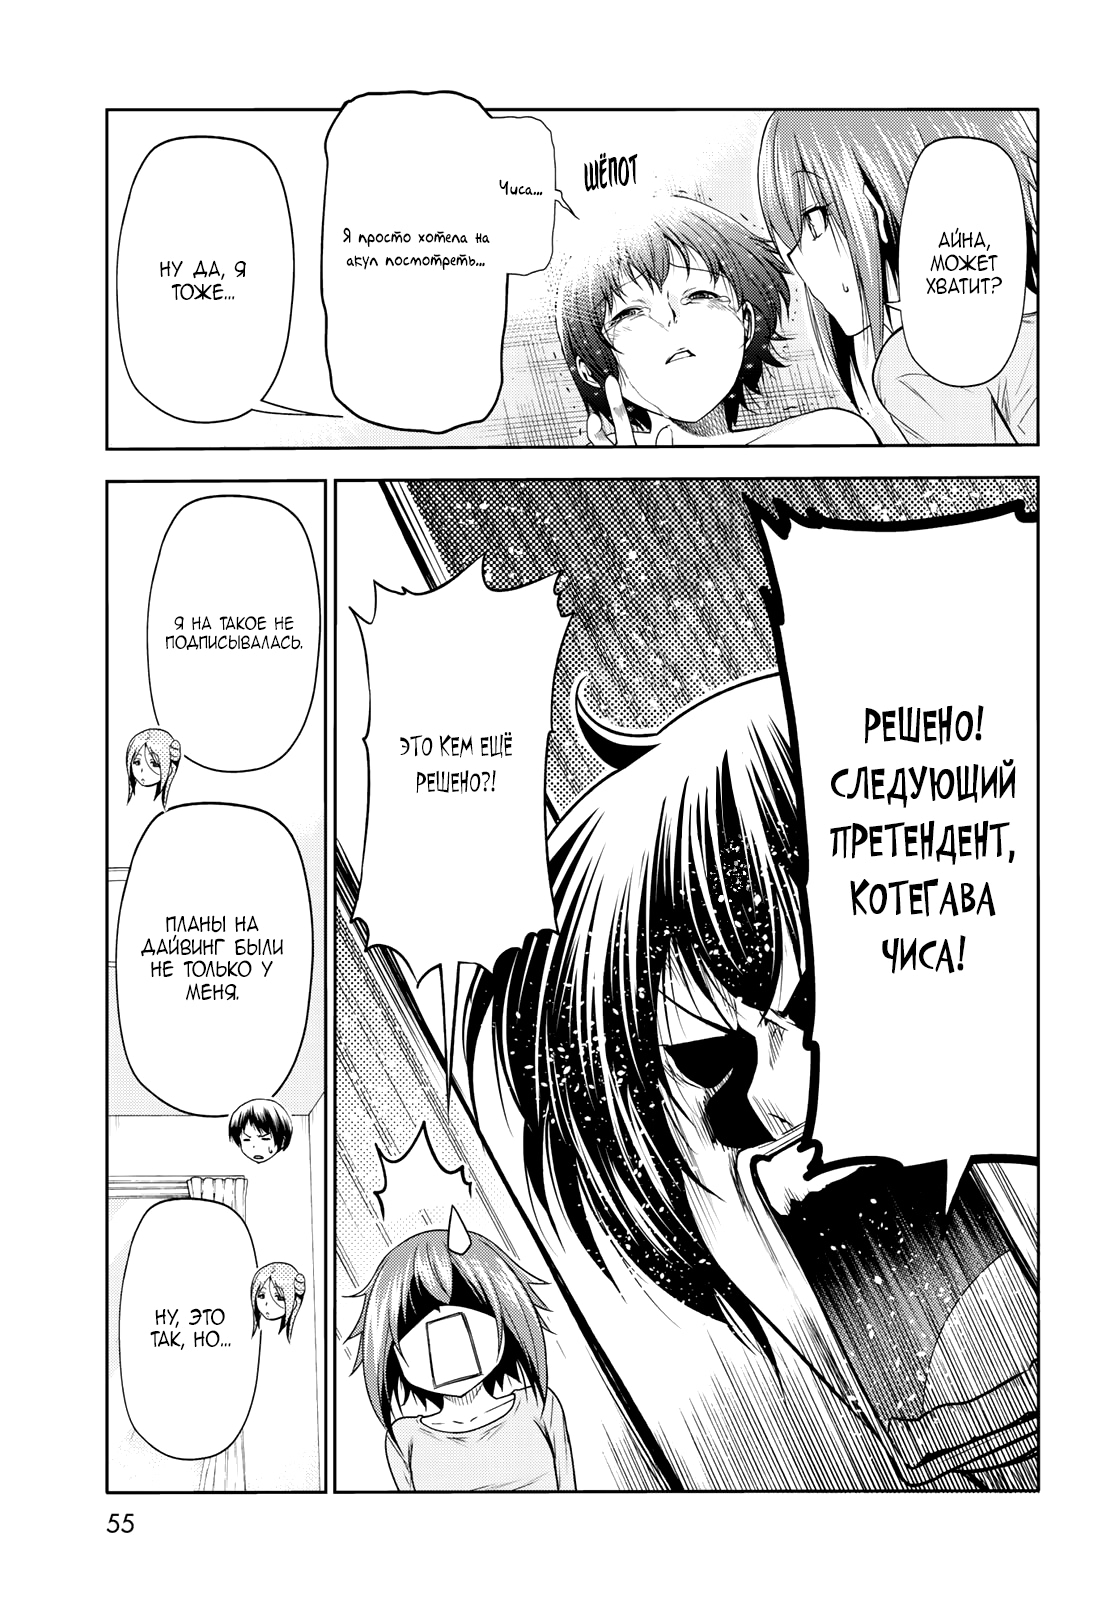 АЙНА,
МОЖЕТ
ХВАТИТ?
ШЁПОТ
Чиса...
Я просто хотела на
акул посмотреть...
НУ ДА, Я
ТОЖЕ...
РЕШЕНО!
СЛЕДУЮЩИЙ
ПРЕТЕНДЕНТ,
КОТЕГАВА
ЧИСА!
ЭТО КЕМ ЕЩЁ
РЕШЕНО?!
Я НА ТАКОЕ НЕ
ПОДПИСЫВАЛАСЬ.
ПЛАНЫ НА
ДАЙВИНГ БЫЛИ
НЕ ТОЛЬКО У
МЕНЯ.
НУ, ЭТО
ТАК, НО...
55